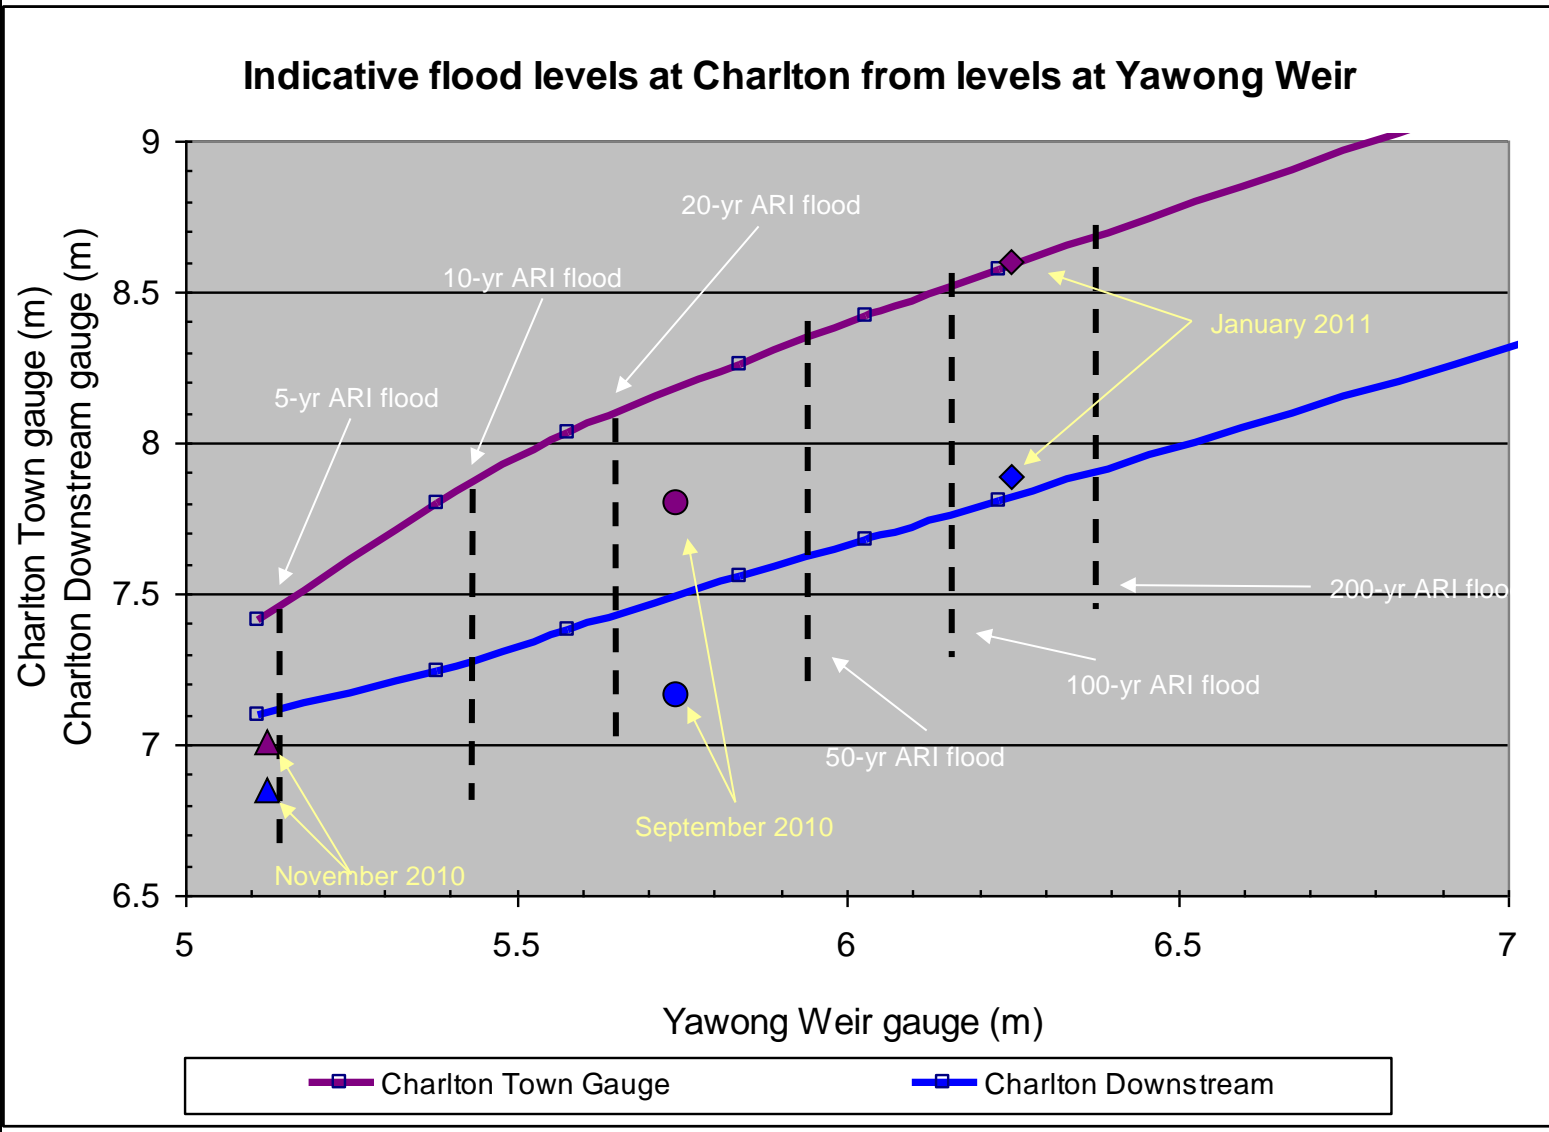 Indicative flood levels at Charlton from levels at Yawong Weir
Charlton Town gauge (m)
Charlton Downstream gauge (m)
9
8.5
8
7.5
7
6.5
20-yr ARI flood
10-yr ARI flood
5-yr ARI flood
January 2011
200-yr ARI floo
100-yr ARI flood
50-yr ARI flood
September 2010
November 2010
5
5.5
6
6.5
7
Yawong Weir gauge (m)
Charlton Town Gauge
Charlton Downstream